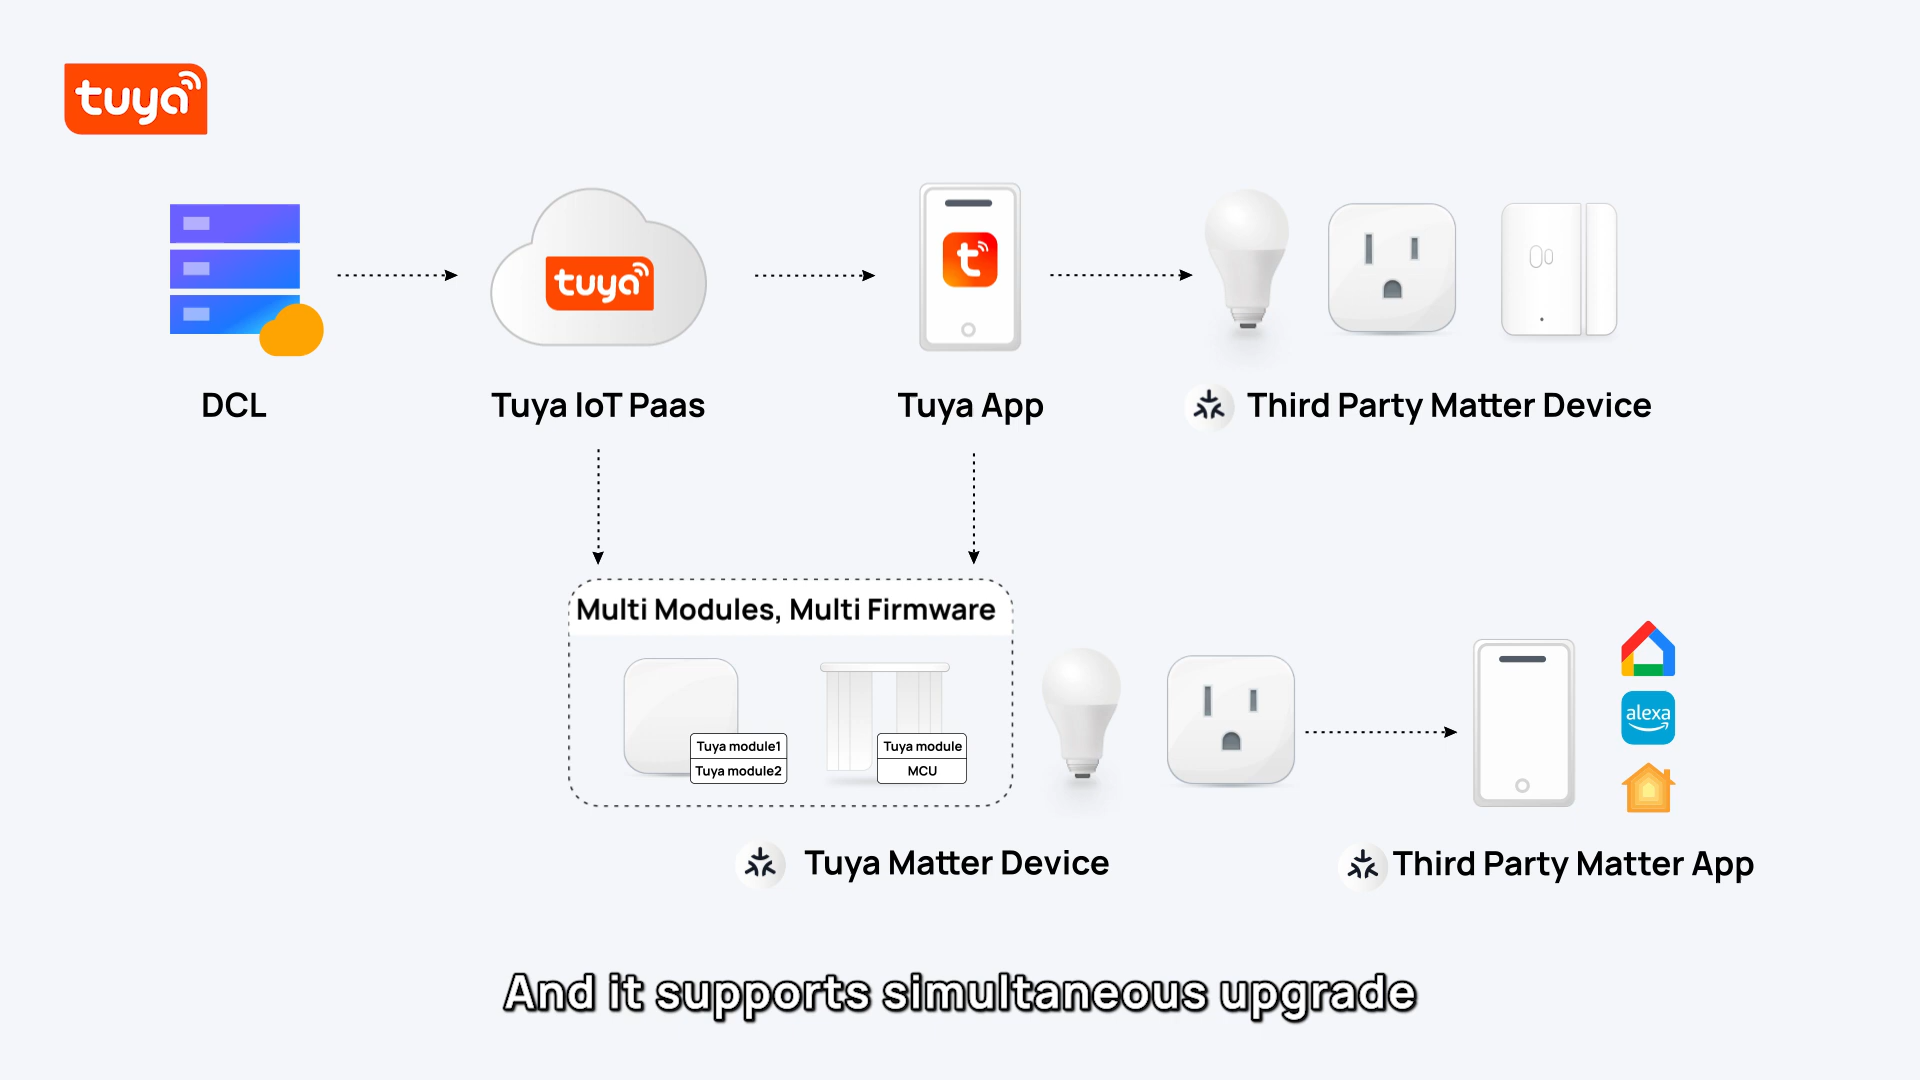 tuya
tuya
t
DCL
Tuya IoT Paas
Tuya App
Third Party Matter Device
Multi Modules, Multi Firmware
Tuya module1
Tuya module2
Tuya module
MCU
alexa
Tuya Matter Device
Third Party Matter App
And it supports simultaneous upgrade